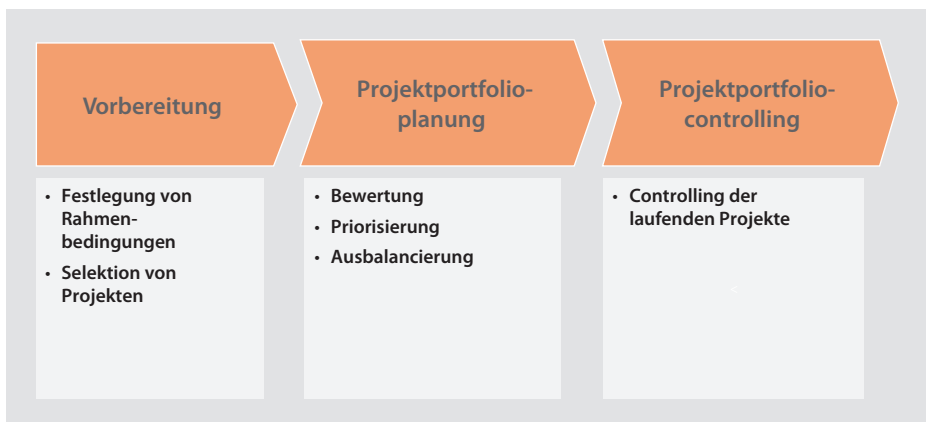 Vorbereitung
Projektportfolio-
planung
Projektportfolio-
controlling
• Festlegung von
Rahmen-
bedingungen
• Selektion von
Projekten
• Bewertung
• Priorisierung
• Ausbalancierung
• Controlling der
laufenden Projekte
<